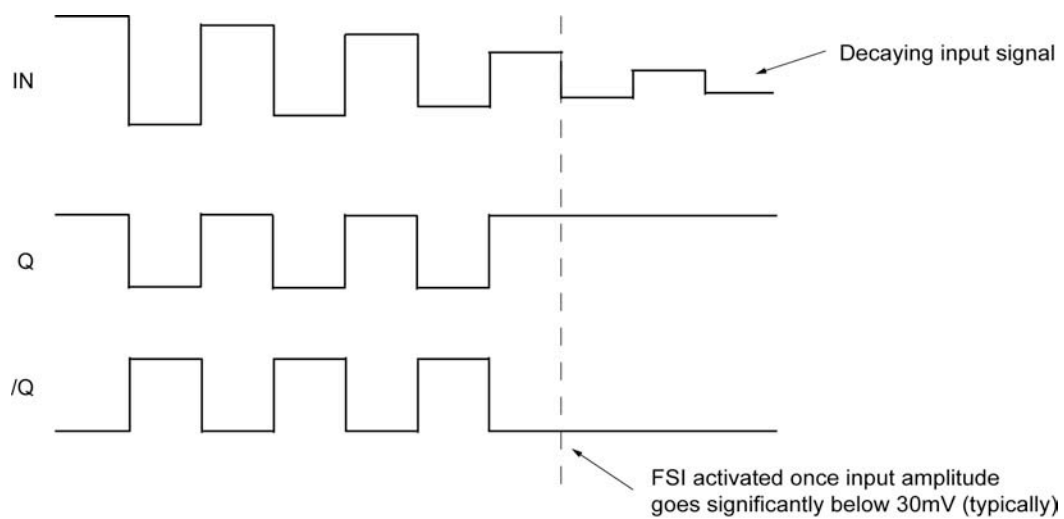 IN
Decaying input signal
Q
/Q
FSI activated once input amplitude
goes significantly below 30mV (typically)